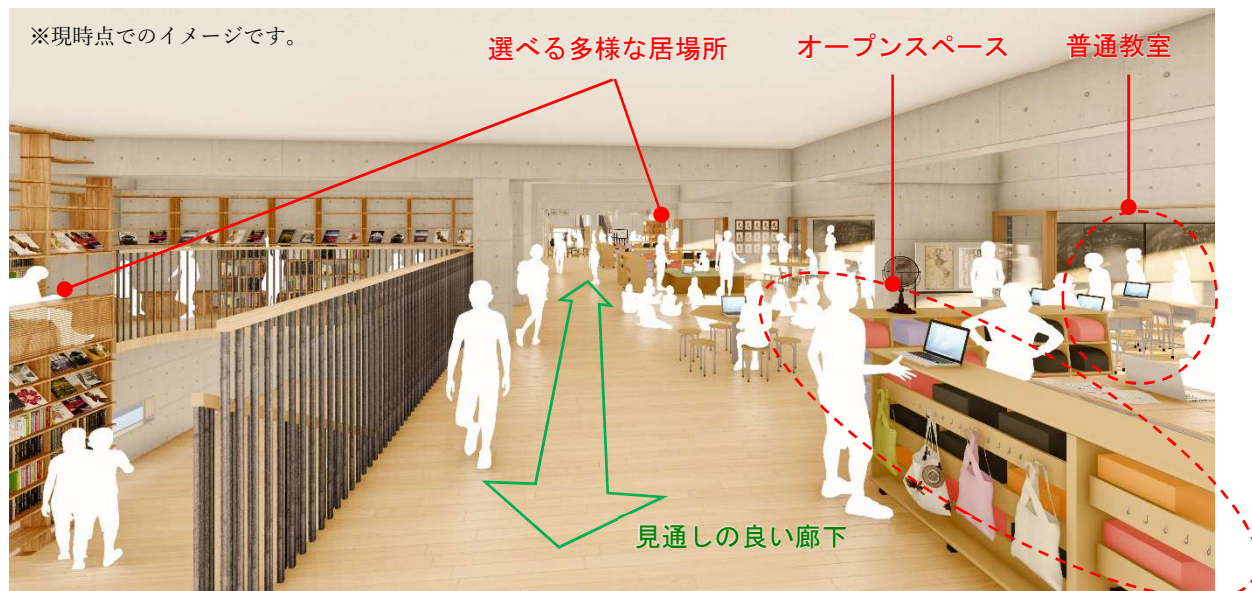 ※現時点でのイメージです。
選べる多様な居場所
オープンスペース
普通教室
見通しの良い廊下